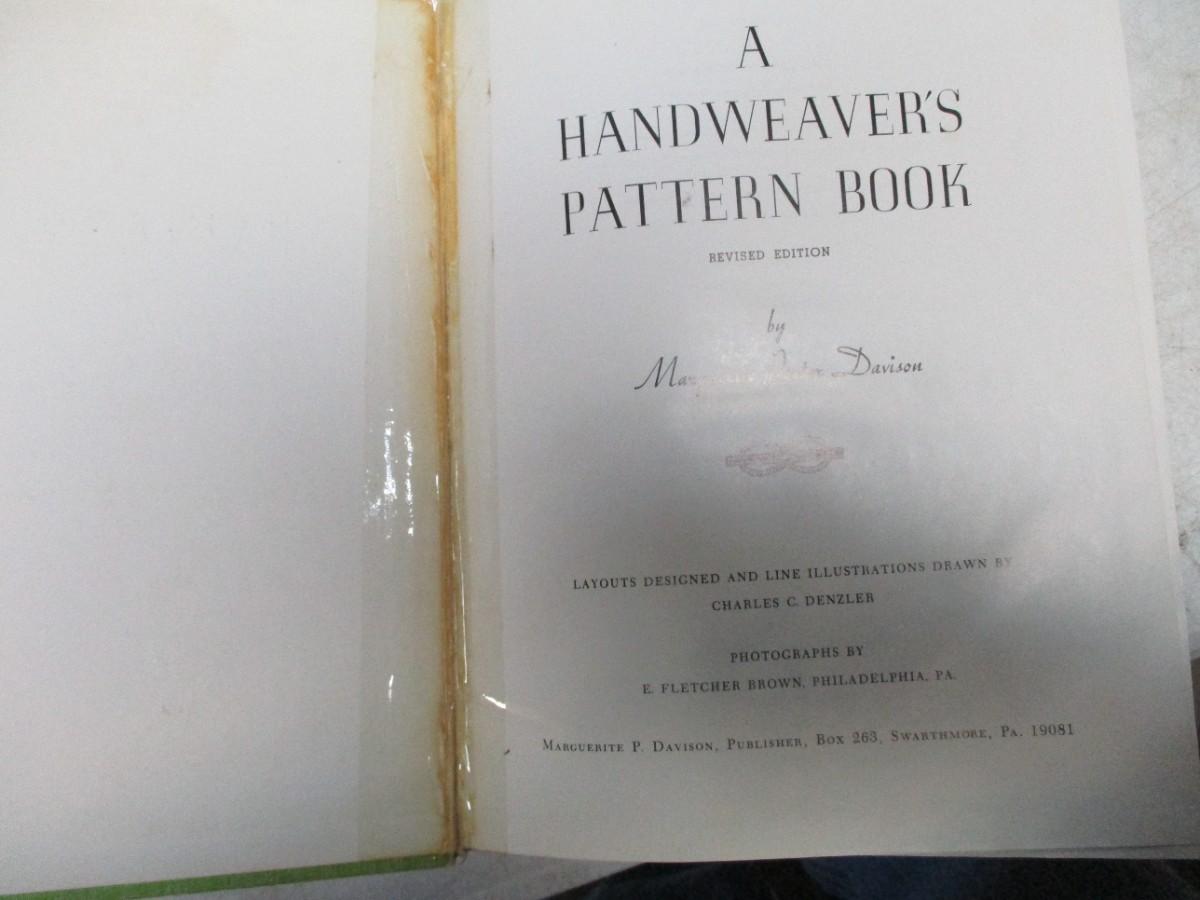 A
HANDWEAVER'S
PATTERN BOOK
REVISED EDITION
by
Davison
LAYOUTS DESIGNED AND LINE ILLUSTRATIONS DRAWN BY
CHARLES C. DENZLER
PHOTOGRAPHS BY
E. FLETCHER BROWN, PHILADELPHIA, PA.
MARGUERITE P. DAVISON, PUBLISHER, BOX 263, SWARTHMORE, PA. 19081